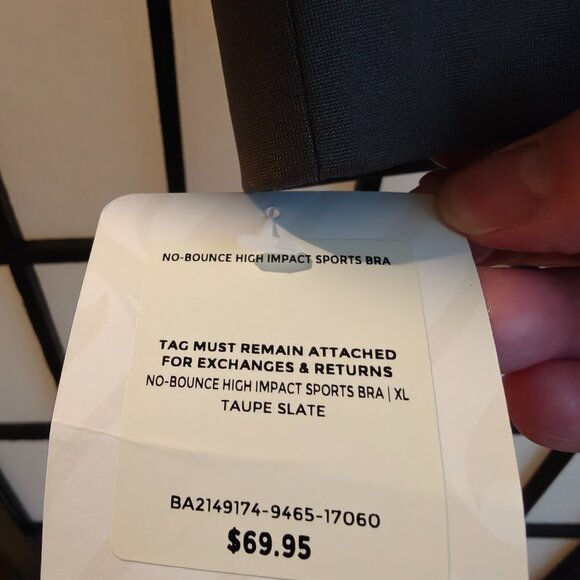 NO-BOUNCE HIGH IMPACT SPORTS BRA
TAG MUST REMAIN ATTACHED
FOR EXCHANGES & RETURNS
NO-BOUNCE HIGH IMPACT SPORTS BRA | XL
TAUPE SLATE
BA2149174-9465-17060
$69.95